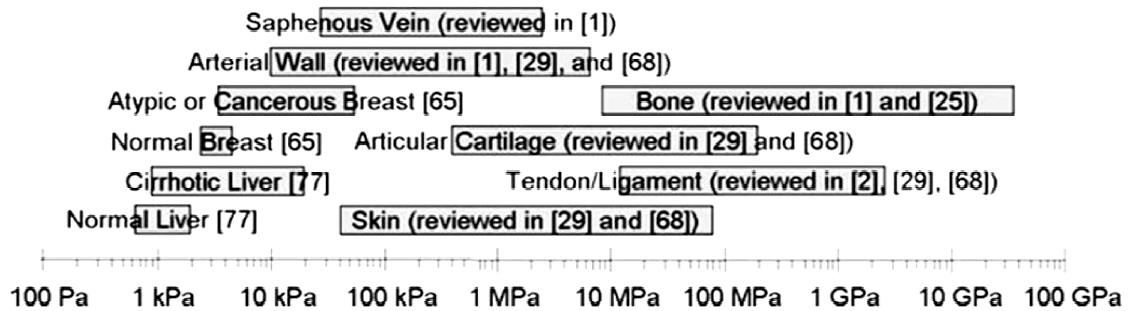 Saphenous Vein (reviewed in [1])
Arterial Wall (reviewed in [1], [29], and [68])
Atypic or Cancerous Breast [65]
Bone (reviewed in [1] and [25])
Normal Breast [65]
Articular Cartilage (reviewed in [29] and [68])
Cirrhotic Liver [77]
Tendon/Ligament (reviewed in [2], [29], [68])
Normal Liver [77]
Skin (reviewed in [29] and [68])
100 Pa 1 kPa 10 kPa 100 kPa 1 MPa 10 MPa 100 MPa 1 GPa 10 GPa 100 GPa